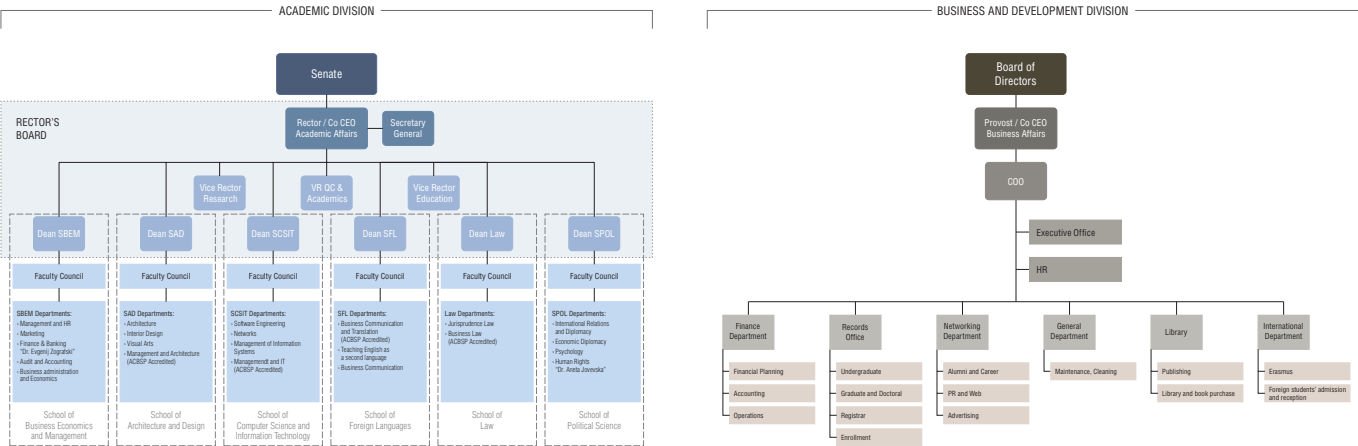 ACADEMIC DIVISION
Senate
RECTOR'S
BOARD
Rector / Co CEO
Academic Affairs
Secretary
General
Vice Rector
Research
VR QC &
Academics
Vice Rector
Education
Dean SBEM
Dean SAD
Dean SCSIT
Dean SFL
Dean Law
Dean SPOL
Faculty Council
Faculty Council
Faculty Council
Faculty Council
Faculty Council
Faculty Council
SBEM Departments:
- Management and HR
- Marketing
- Finance & Banking
"Dr. Evgenij Zografski"
- Audit and Accounting
- Business administration
and Economics
SAD Departments:
- Architecture
- Interior Design
- Visual Arts
- Management and Architecture
(ACBSP Accredited)
SCSIT Departments:
- Software Engineering
- Networks
- Management of Information
Systems
- Managementdt and IT
(ACBSP Accredited)
SFL Departments:
- Business Communication
and Translation
(ACBSP Accredited)
- Teaching English as
a second language
- Business Communication
Law Departments:
- Jurisprudence Law
- Business Law
(ACBSP Accredited)
SPOL Departments:
- International Relations
and Diplomacy
- Economic Diplomacy
- Psychology
- Human Rights
"Dr. Aneta Jovevska"
School of
Business Economics
and Management
School of
Architecture and Design
School of
Computer Science and
Information Technology
School of
Foreign Languages
School of
Law
School of
Political Science
BUSINESS AND DEVELOPMENT DIVISION
Board of
Directors
Provost / Co CEO
Business Affairs
COO
Executive Office
HR
Finance
Department
Financial Planning
Accounting
Operations
Records
Office
Undergraduate
Graduate and Doctoral
Registrar
Enrollment
Networking
Department
Alumni and Career
PR and Web
Advertising
General
Department
Maintenance, Cleaning
Library
Publishing
Library and book purchase
International
Department
Erasmus
Foreign students' admission
and reception